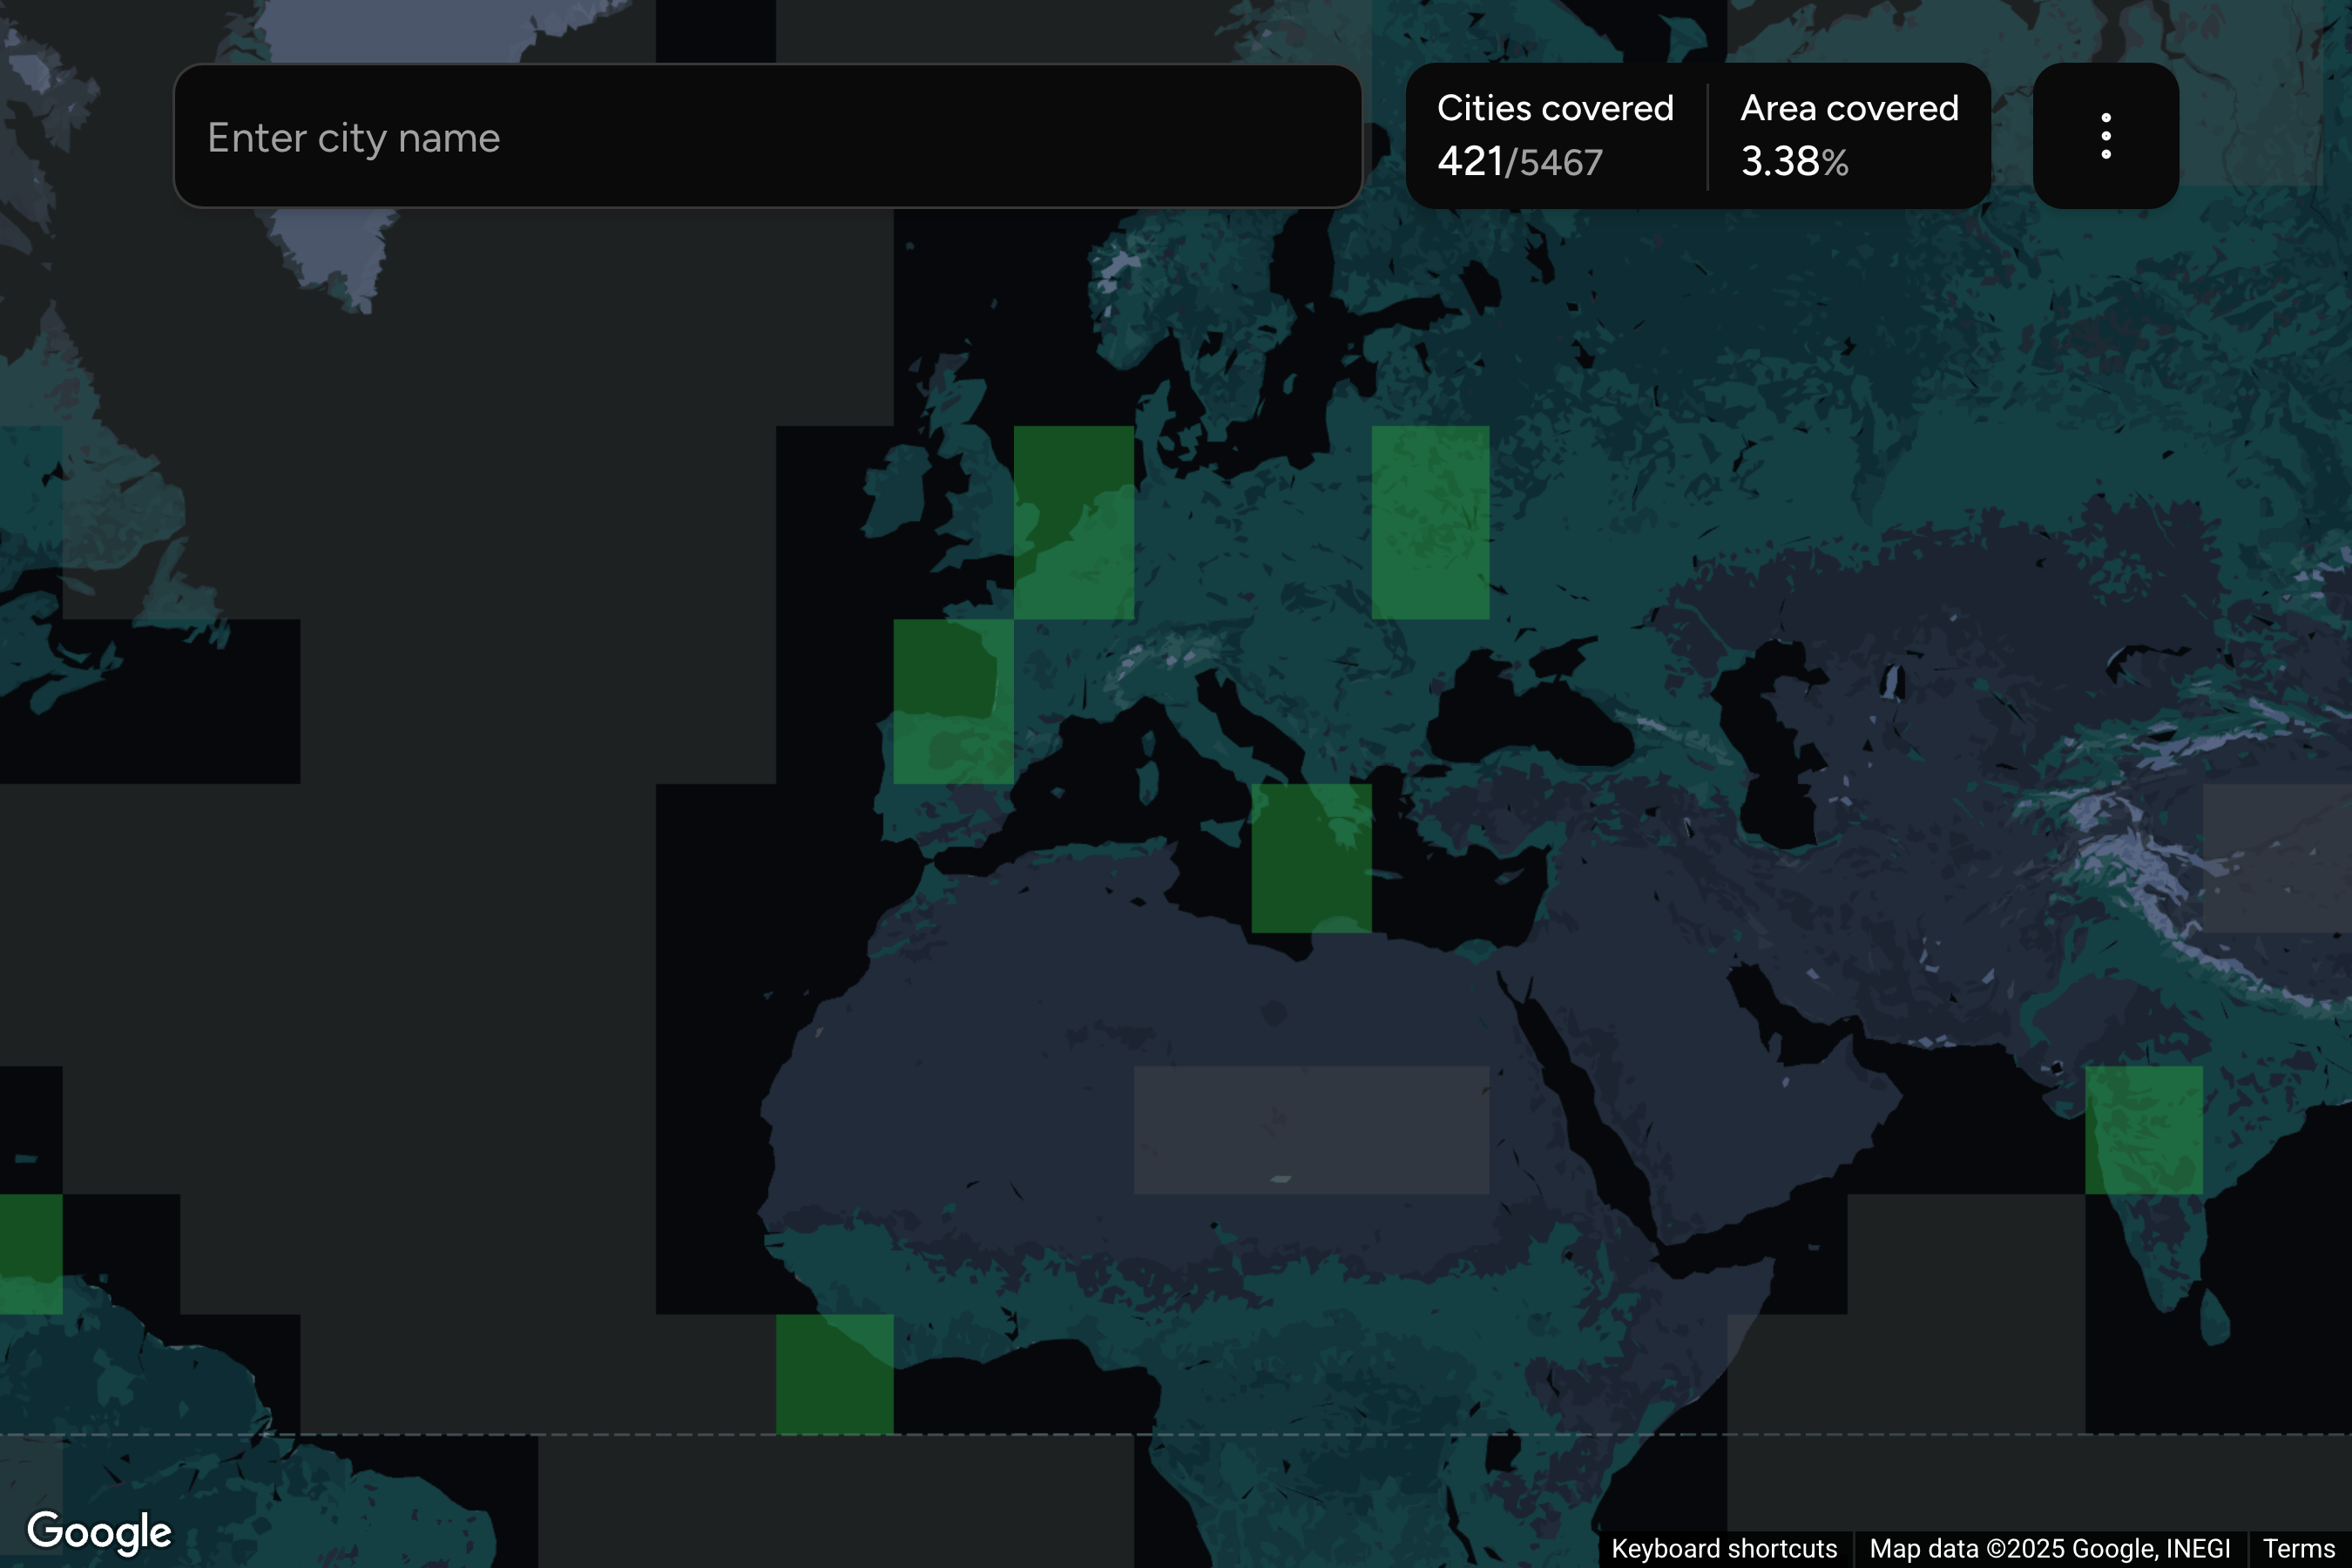 Enter city name
Cities covered
421/5467
Area covered
3.38%
Google
Keyboard shortcuts
Map data ©2025 Google, INEGI
Terms